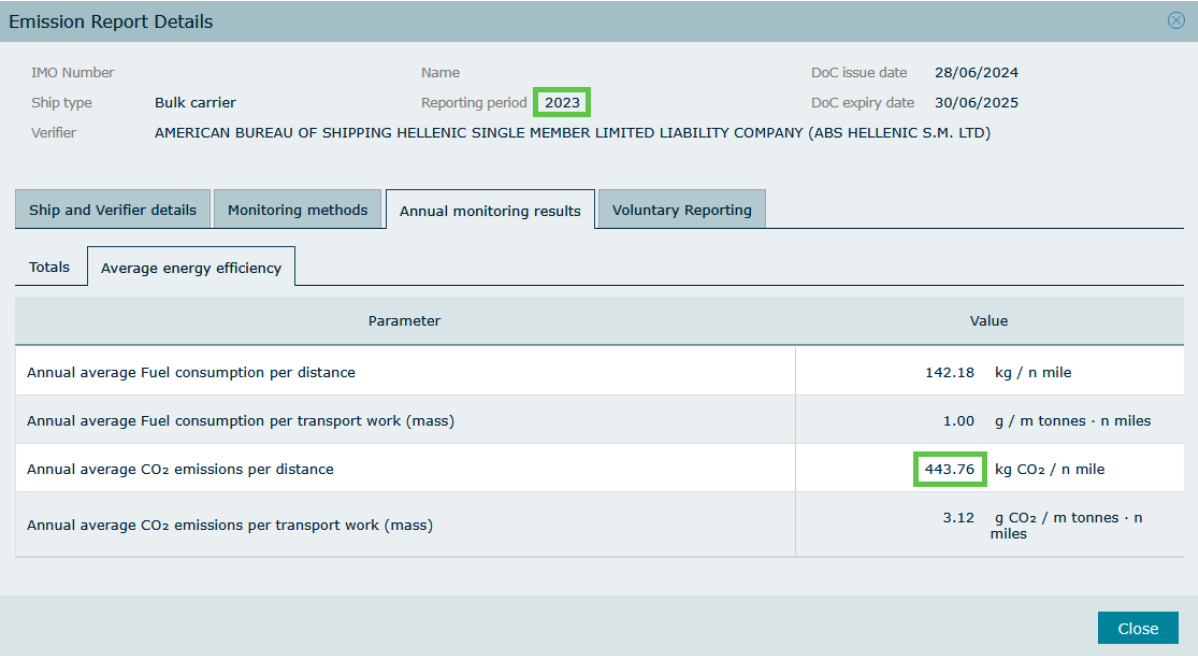 Emission Report Details
IMO Number Name DoC issue date 28/06/2024
Ship type Bulk carrier Reporting period 2023 DoC expiry date 30/06/2025
Verifier AMERICAN BUREAU OF SHIPPING HELLENIC SINGLE MEMBER LIMITED LIABILITY COMPANY (ABS HELLENIC S.M. LTD)
Ship and Verifier details Monitoring methods Annual monitoring results Voluntary Reporting
Totals Average energy efficiency
Parameter Value
Annual average Fuel consumption per distance 142.18 kg / n mile
Annual average Fuel consumption per transport work (mass) 1.00 g / m tonnes · n miles
Annual average CO₂ emissions per distance 443.76 kg CO₂ / n mile
Annual average CO₂ emissions per transport work (mass) 3.12 g CO₂ / m tonnes · n
miles
Close